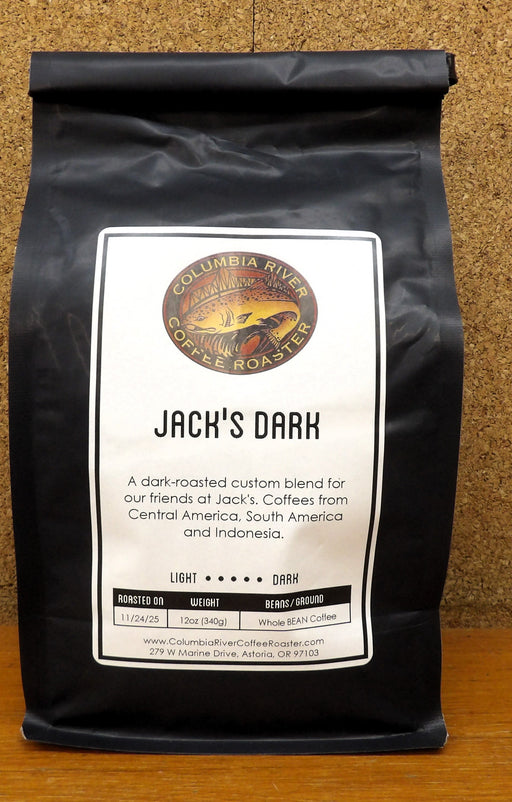 COLUMBIA RIVER
COFFEE ROASTER
JACK'S DARK
A dark-roasted custom blend for
our friends at Jack's. Coffees from
Central America, South America
and Indonesia.
LIGHT • • • • • DARK
ROASTED ON WEIGHT BEANS/GROUND
11/24/25 12oz (340g) Whole BEAN Coffee
www.ColumbiaRiverCoffeeRoaster.com
279 W Marine Drive, Astoria, OR 97103